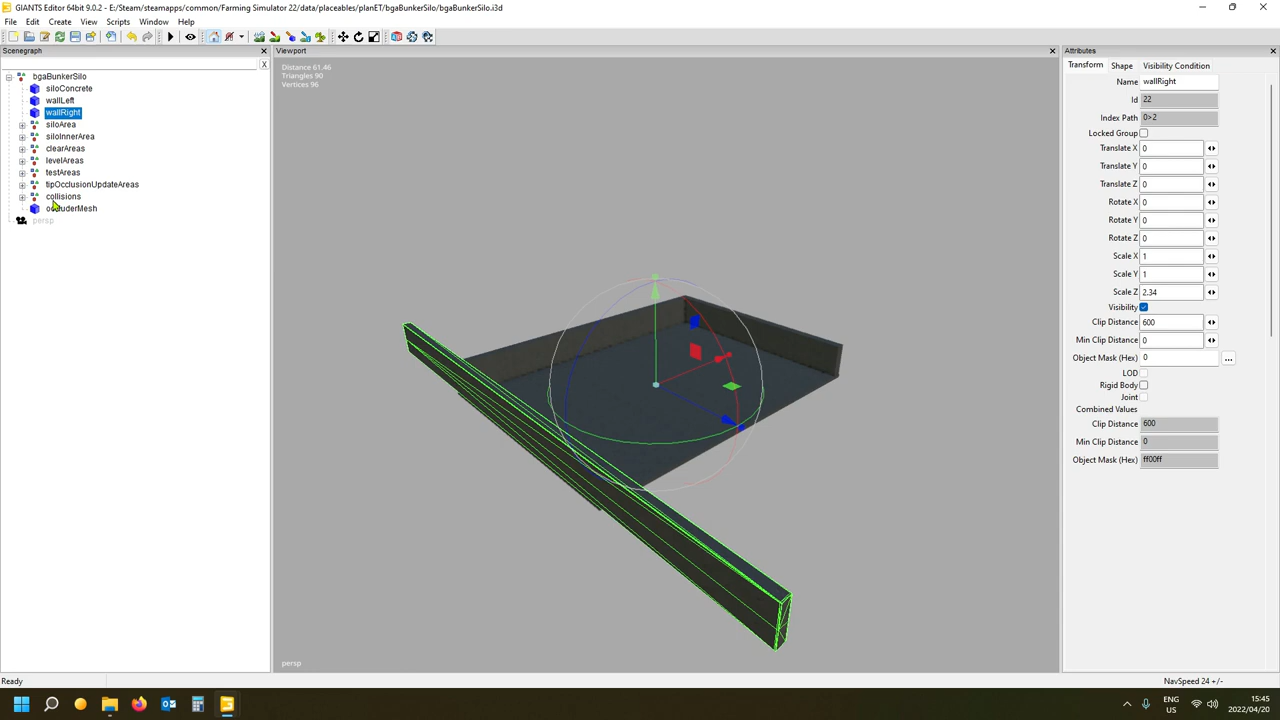 GIANTS Editor 64bit 9.0.2 - E:/Steam/steamapps/common/Farming Simulator 22/data/placeables/planET/bgaBunkerSilo/bgaBunkerSilo.i3d
File Edit Create View Scripts Window Help
Scenegraph
Viewport
Attributes
X
Distance 61.46
Triangles 90
Vertices 96
bgaBunkerSilo
siloConcrete
wallLeft
wallRight
siloArea
siloInnerArea
clearAreas
levelAreas
testAreas
tipOcclusionUpdateAreas
collisions
occluderMesh
persp
persp
Transform Shape Visibility Condition
Name wallRight
Id 22
Index Path 0>2
Locked Group
Translate X 0
Translate Y 0
Translate Z 0
Rotate X 0
Rotate Y 0
Rotate Z 0
Scale X 1
Scale Y 1
Scale Z 2.34
Visibility
Clip Distance 600
Min Clip Distance 0
Object Mask (Hex) 0 ...
LOD
Rigid Body
Joint
Combined Values
Clip Distance 600
Min Clip Distance 0
Object Mask (Hex) ff00ff
Ready
NavSpeed 24 +/-
ENG
US
15:45
2022/04/20